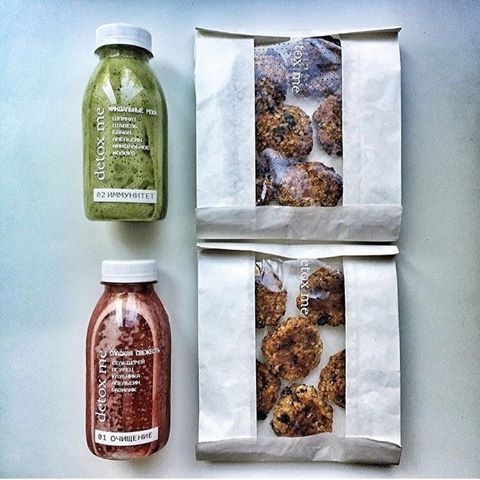 detox me
МИНДАЛЬНЫЕ РЕКИ
ШПИНАТ
ЩАВЕЛЬ
БАНАН
АПЕЛЬСИН
МИНДАЛЬНОЕ
МОЛОКО
02 ИММУНИТЕТ
detox me
detox me
СЛАДКАЯ СВЕЖЕСТЬ
СЕЛЬДЕРЕЙ
ОГУРЕЦ
КЛУБНИКА
АПЕЛЬСИН
БАЗИЛИК
01 ОЧИЩЕНИЕ
detox me